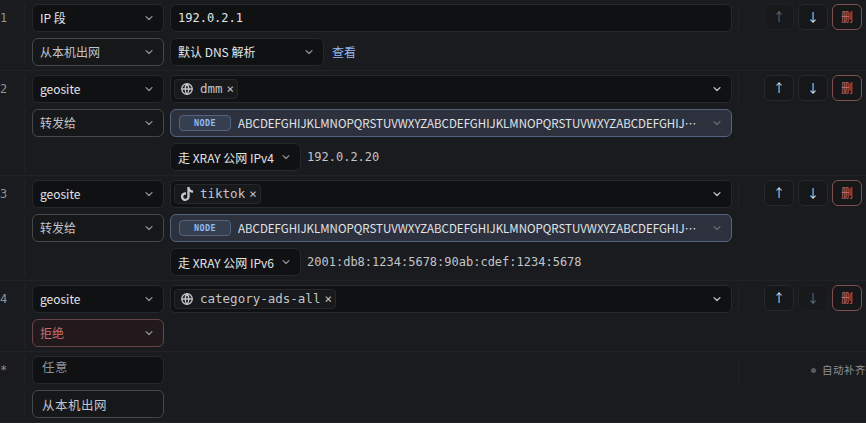 1 IP 段 192.0.2.1 ↑ ↓ 删
从本机出网 默认 DNS 解析 查看
2 geosite dmm × ↑ ↓ 删
转发给 NODE ABCDEFGHIJKLMNOPQRSTUVWXYZABCDEFGHIJKLMNOPQRSTUVWXYZABCDEFGHIJ…
走 XRAY 公网 IPv4 192.0.2.20
3 geosite tiktok × ↑ ↓ 删
转发给 NODE ABCDEFGHIJKLMNOPQRSTUVWXYZABCDEFGHIJKLMNOPQRSTUVWXYZABCDEFGHIJ…
走 XRAY 公网 IPv6 2001:db8:1234:5678:90ab:cdef:1234:5678
4 geosite category-ads-all × ↑ ↓ 删
拒绝
* 任意 自动补齐
从本机出网